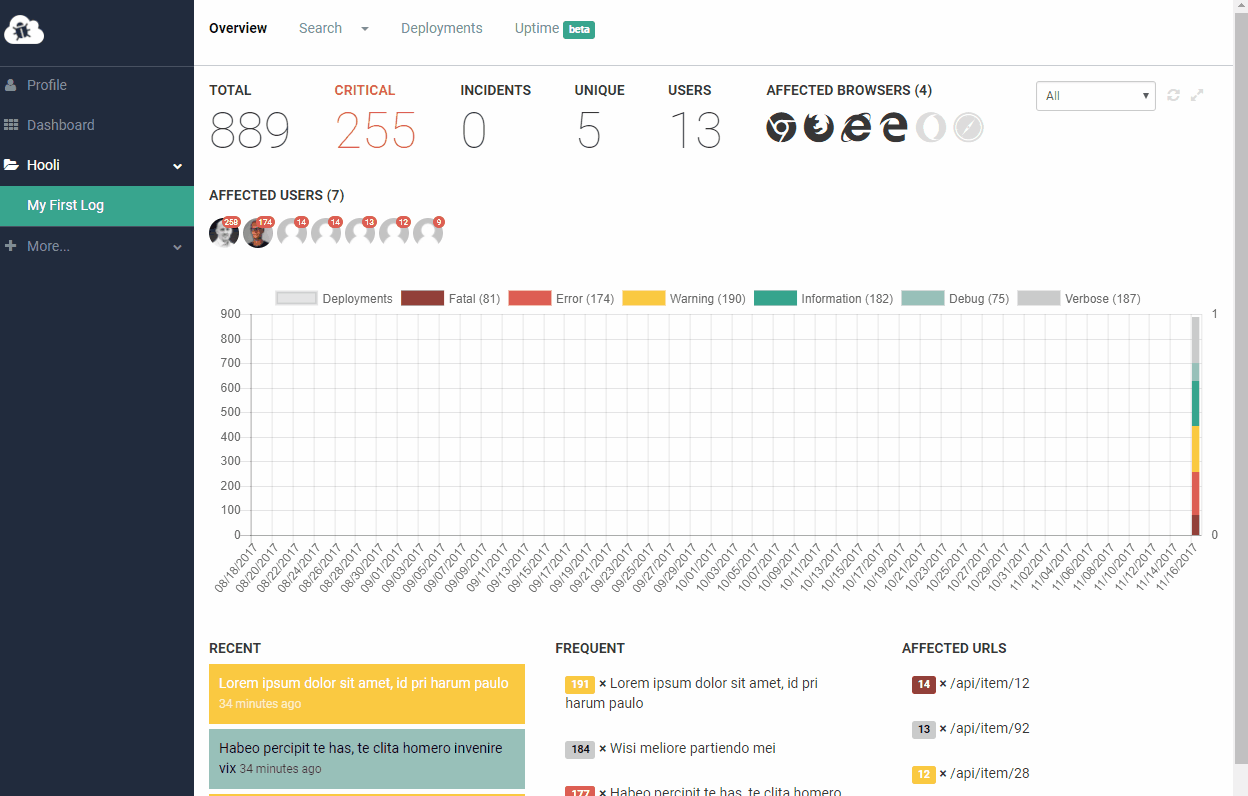 Overview Search Deployments Uptime beta
Profile
Dashboard
Hooli
My First Log
More...
TOTAL CRITICAL INCIDENTS UNIQUE USERS AFFECTED BROWSERS (4)
889 255 0 5 13
All
AFFECTED USERS (7)
258 174 14 14 13 12 9
Deployments Fatal (81) Error (174) Warning (190) Information (182) Debug (75) Verbose (187)
900
800
700
600
500
400
300
200
100
0
1
0
08/18/2017 08/20/2017 08/22/2017 08/24/2017 08/26/2017 08/28/2017 08/30/2017 09/01/2017 09/03/2017 09/05/2017 09/07/2017 09/09/2017 09/11/2017 09/13/2017 09/15/2017 09/17/2017 09/19/2017 09/21/2017 09/23/2017 09/25/2017 09/27/2017 09/29/2017 10/01/2017 10/03/2017 10/05/2017 10/07/2017 10/09/2017 10/11/2017 10/13/2017 10/15/2017 10/17/2017 10/19/2017 10/21/2017 10/23/2017 10/25/2017 10/27/2017 10/29/2017 10/31/2017 11/02/2017 11/04/2017 11/06/2017 11/08/2017 11/10/2017 11/12/2017 11/14/2017 11/16/2017
RECENT
Lorem ipsum dolor sit amet, id pri harum paulo
34 minutes ago
Habeo percipit te has, te clita homero invenire
vix 34 minutes ago
FREQUENT
191 × Lorem ipsum dolor sit amet, id pri
harum paulo
184 × Wisi meliore partiendo mei
177 × Habeo percipit te has, te clita homero
AFFECTED URLS
14 × /api/item/12
13 × /api/item/92
12 × /api/item/28